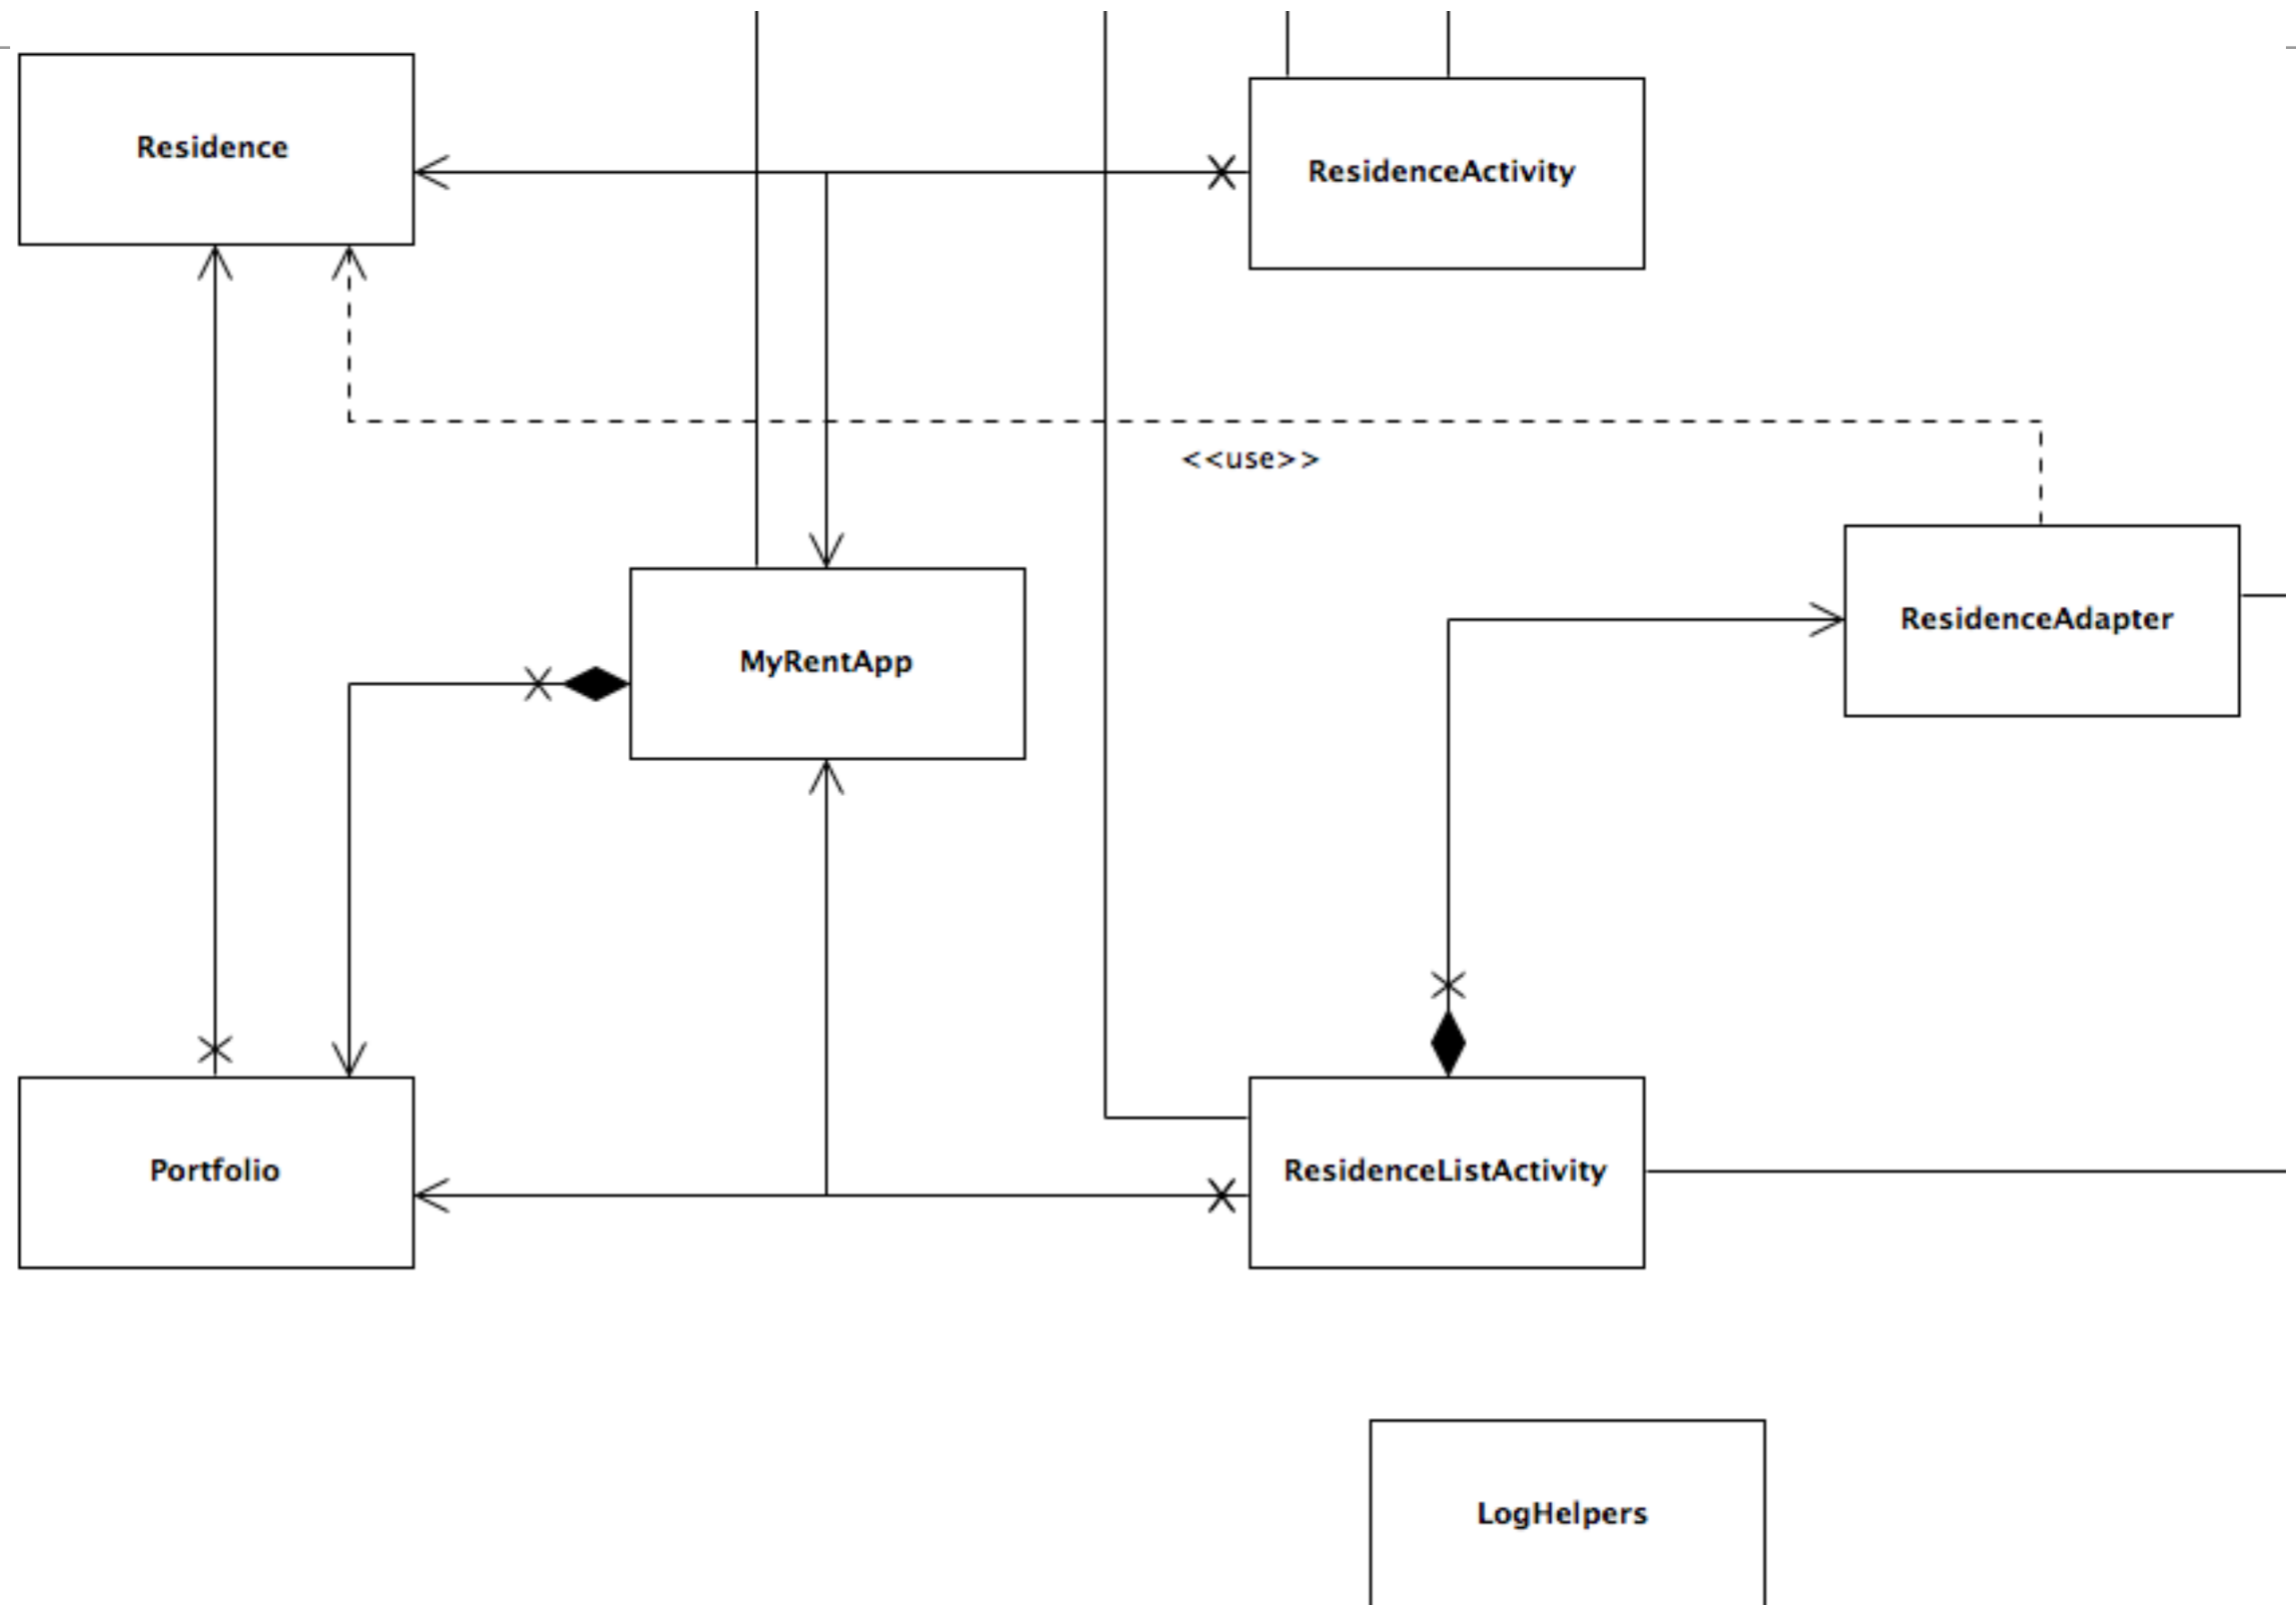 Residence
ResidenceActivity
<<use>>
ResidenceAdapter
MyRentApp
Portfolio
ResidenceListActivity
LogHelpers